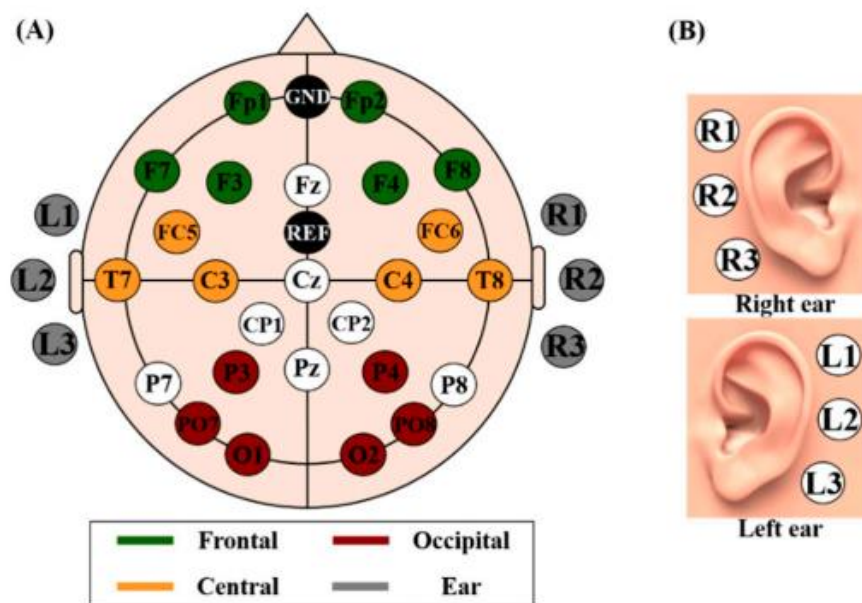 (A)
(B)
Fp1 GND Fp2
F7 F3 Fz F4 F8
L1 FC5 REF FC6 R1
L2 T7 C3 Cz C4 T8 R2
CP1 CP2
L3 P7 P3 Pz P4 P8 R3
PO7 PO8
O1 O2
Frontal Occipital
Central Ear
R1
R2
R3
Right ear
L1
L2
L3
Left ear